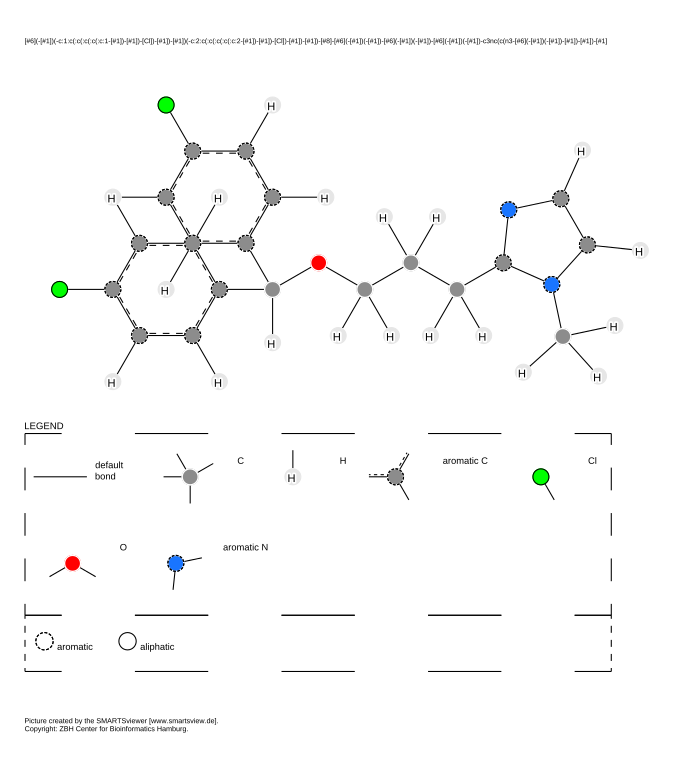 [#6](-[#1])(-c:1:c(:c(:c(:c(:c:1-[#1])-[#1])-[Cl])-[#1])-[#1])(-c:2:c(:c(:c(:c(:c:2-[#1])-[#1])-[Cl])-[#1])-[#1])-[#8]-[#6](-[#1])(-[#1])-[#6](-[#1])(-[#1])-[#6](-[#1])(-[#1])-c3nc(c(n3-[#6](-[#1])(-[#1])-[#1])-[#1])-[#1]
H
H
H H H
H H
H
H
H
H
H H H H
H
H
H H
H H
LEGEND
default
bond
C
H
H
aromatic C
Cl
O
aromatic N
aromatic
aliphatic
Picture created by the SMARTSviewer [www.smartsview.de].
Copyright: ZBH Center for Bioinformatics Hamburg.